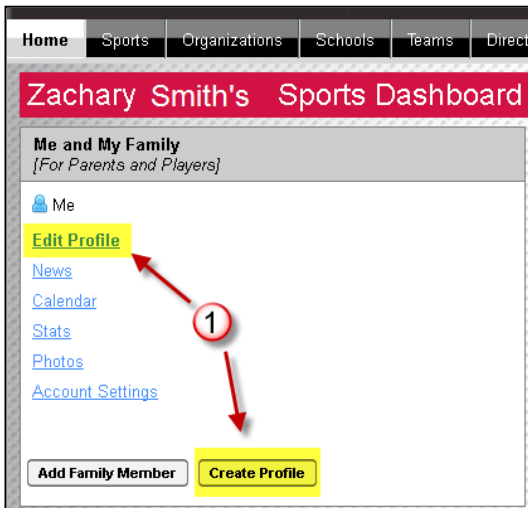 Home Sports Organizations Schools Teams Direct
Zachary Smith's Sports Dashboard
Me and My Family
[For Parents and Players]
Me
Edit Profile
News
Calendar
1
Stats
Photos
Account Settings
Add Family Member Create Profile